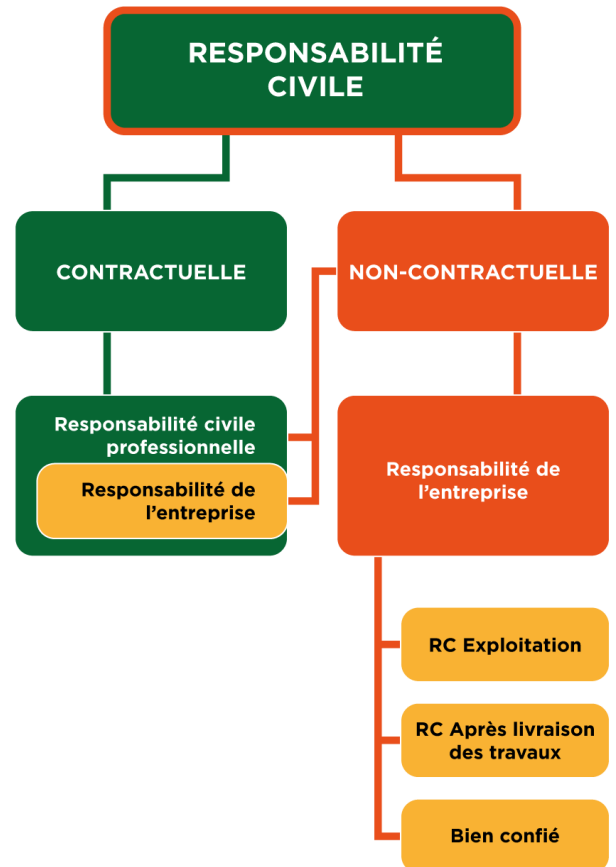 RESPONSABILITÉ
CIVILE
CONTRACTUELLE
NON-CONTRACTUELLE
Responsabilité civile
professionnelle
Responsabilité de
l'entreprise
Responsabilité de
l'entreprise
RC Exploitation
RC Après livraison
des travaux
Bien confié